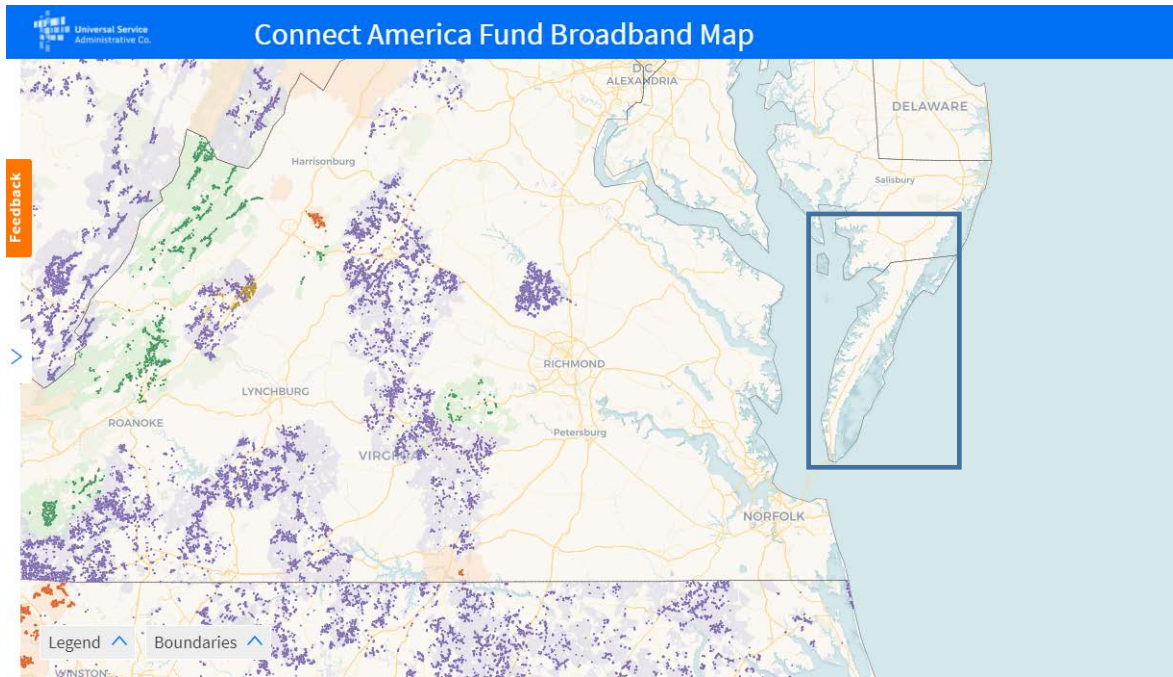 Universal Service
Administrative Co.
Connect America Fund Broadband Map
D.C.
ALEXANDRIA
DELAWARE
Harrisonburg
Salisbury
Feedback
RICHMOND
LYNCHBURG
ROANOKE
Petersburg
VIRGINIA
NORFOLK
Legend
Boundaries
WINSTON-